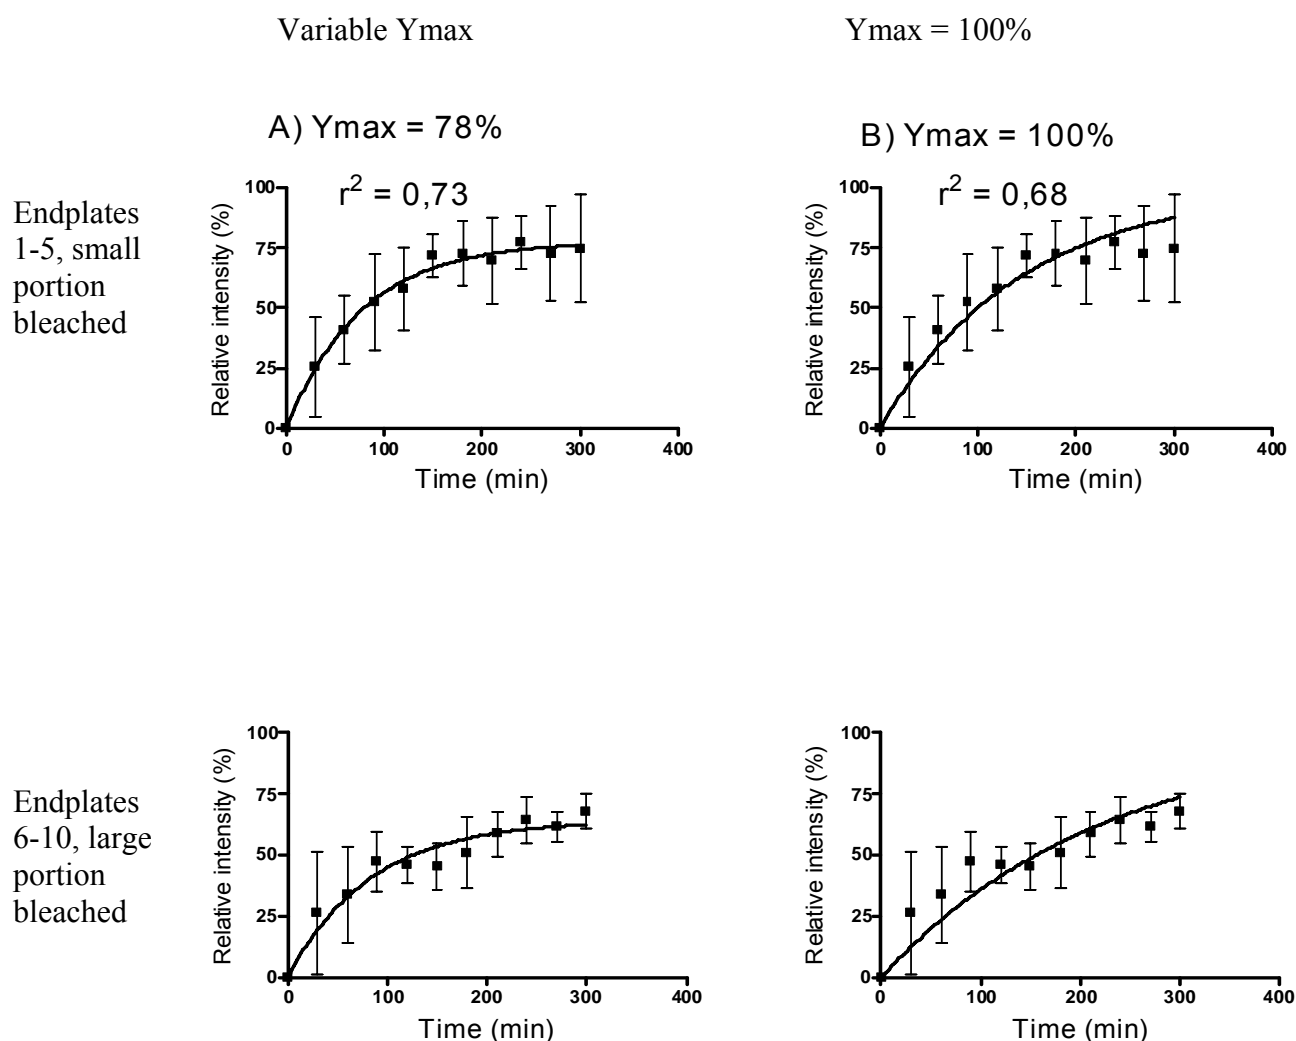 Variable Ymax
Ymax = 100%
A) Ymax = 78%
B) Ymax = 100%
Endplates
1-5, small
portion
bleached
r² = 0,73
Relative intensity (%)
100
75
50
25
0
0 100 200 300 400
Time (min)
r² = 0,68
Relative intensity (%)
100
75
50
25
0
0 100 200 300 400
Time (min)
Endplates
6-10, large
portion
bleached
Relative intensity (%)
100
75
50
25
0
0 100 200 300 400
Time (min)
Relative intensity (%)
100
75
50
25
0
0 100 200 300 400
Time (min)